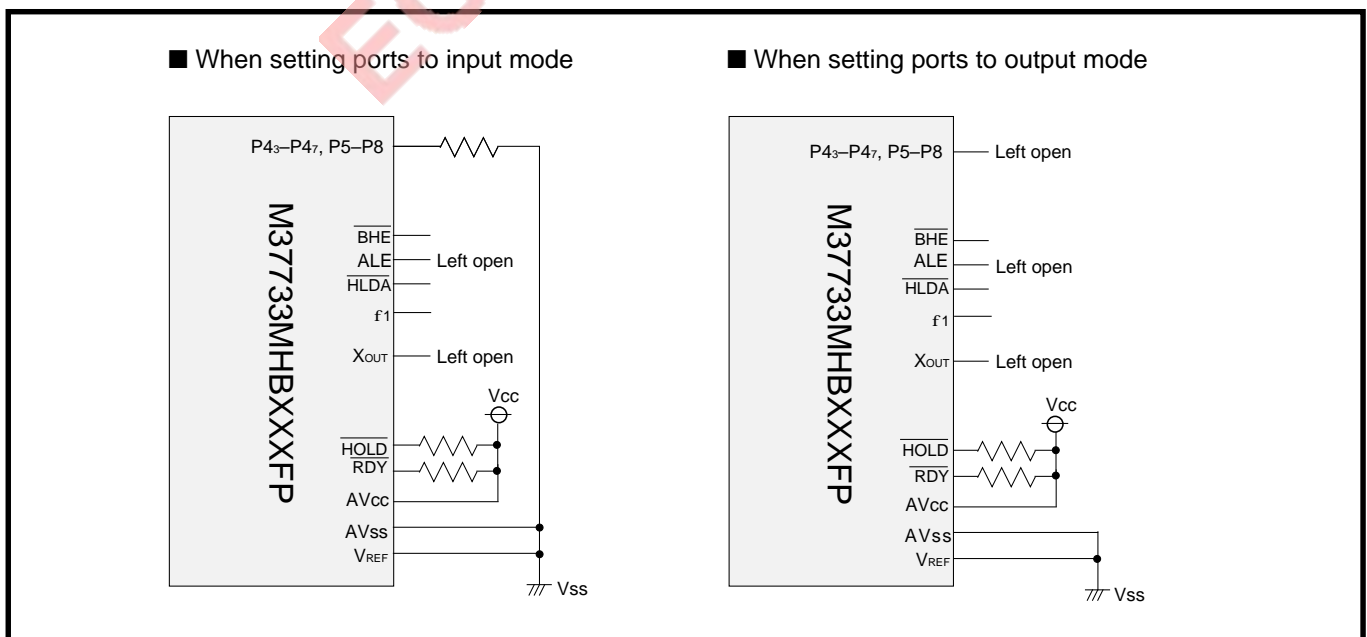 ■ When setting ports to input mode
P43–P47, P5–P8
M37733MHBXXXFP
BHE
ALE
Left open
HLDA
f1
XOUT
Left open
Vcc
HOLD
RDY
AVcc
AVss
VREF
Vss
■ When setting ports to output mode
P43–P47, P5–P8
Left open
M37733MHBXXXFP
BHE
ALE
Left open
HLDA
f1
XOUT
Left open
Vcc
HOLD
RDY
AVcc
AVss
VREF
Vss